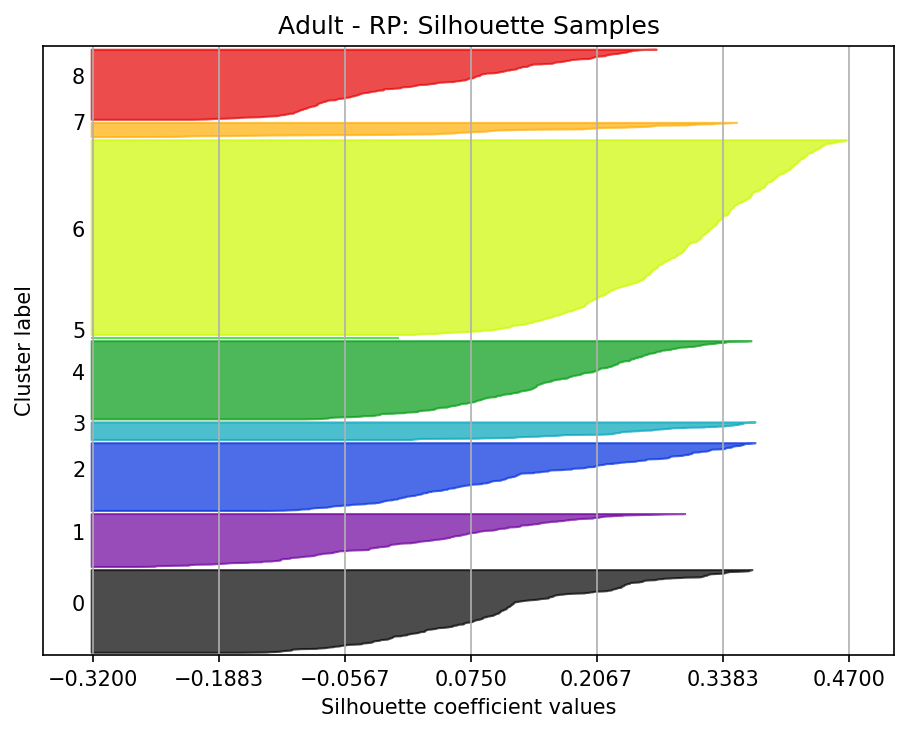 Adult - RP: Silhouette Samples
Cluster label
8
7
6
5
4
3
2
1
0
−0.3200 −0.1883 −0.0567 0.0750 0.2067 0.3383 0.4700
Silhouette coefficient values